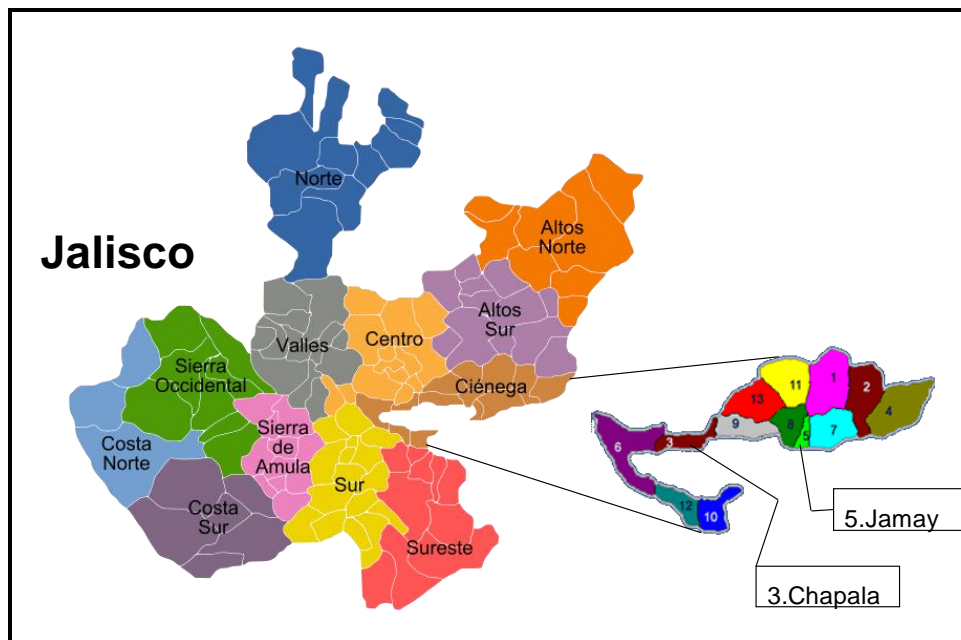 Norte
Altos
Norte
Jalisco
Altos
Sur
Centro
Valles
Sierra
Occidental
Ciénega
1
11
2
13
4
9
8
5
7
6
3
Costa
Norte
Sierra
de
Amula
Sur
12
10
Costa
Sur
5.Jamay
Sureste
3.Chapala